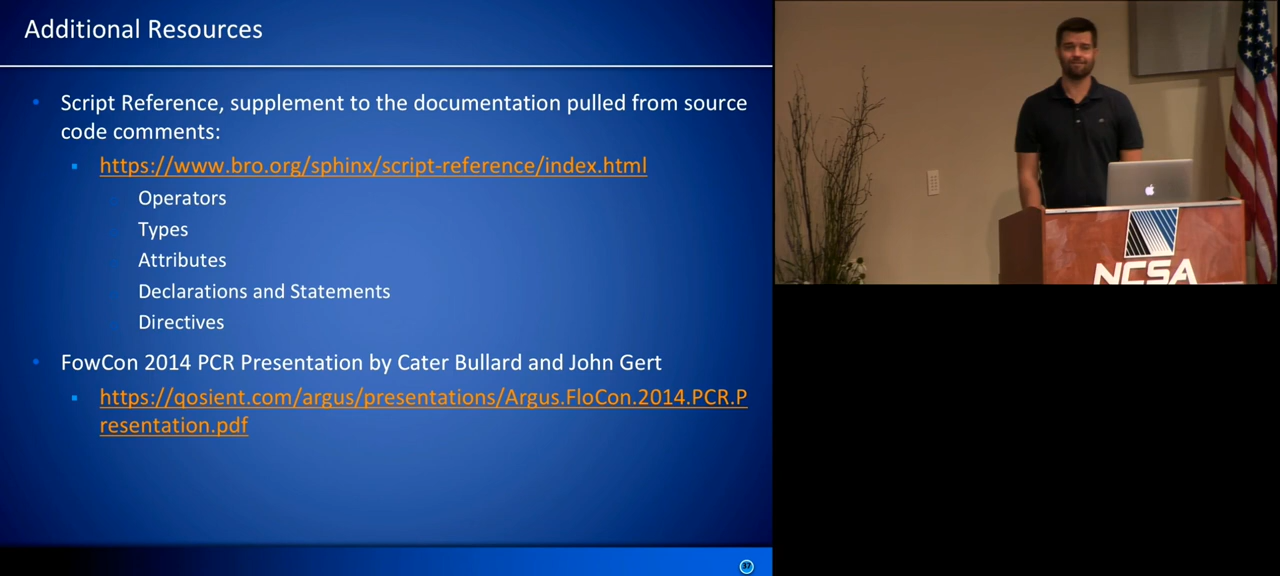 Additional Resources
Script Reference, supplement to the documentation pulled from source
code comments:
https://www.bro.org/sphinx/script-reference/index.html
Operators
Types
Attributes
Declarations and Statements
Directives
FowCon 2014 PCR Presentation by Cater Bullard and John Gert
https://qosient.com/argus/presentations/Argus.FloCon.2014.PCR.P
resentation.pdf
37
NCSA